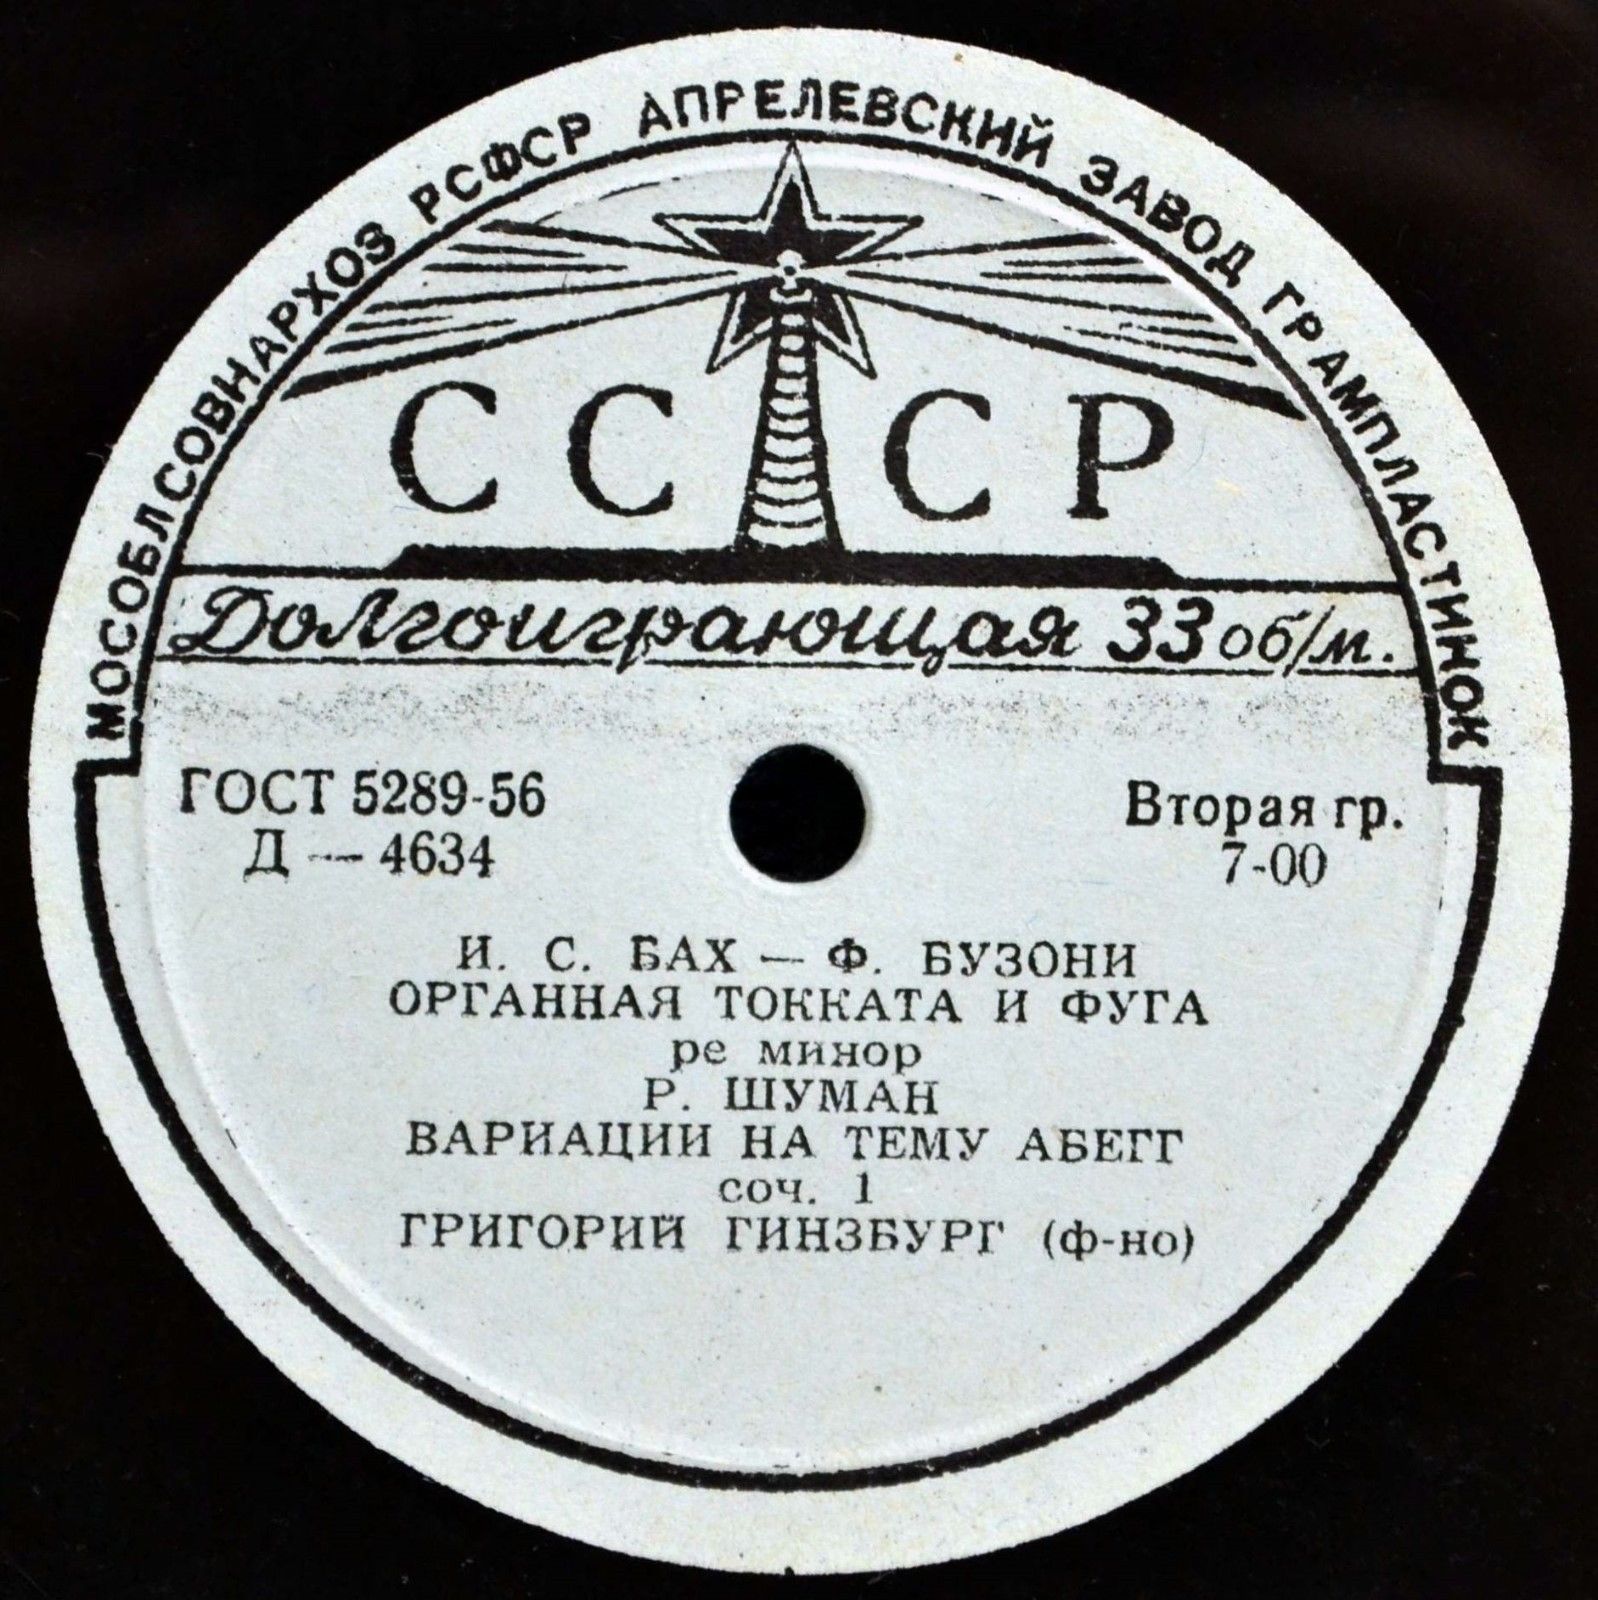 МОСОБЛСОВНАРХОЗ РСФСР АПРЕЛЕВСКИЙ ЗАВОД ГРАМПЛАСТИНОК
СССР
Долгоиграющая 33 об/м.
ГОСТ 5289-56
Д — 4634
Вторая гр.
7-00
И. С. БАХ — Ф. БУЗОНИ
ОРГАННАЯ ТОККАТА И ФУГА
ре минор
Р. ШУМАН
ВАРИАЦИИ НА ТЕМУ АБЕГГ
соч. 1
ГРИГОРИЙ ГИНЗБУРГ (ф-но)